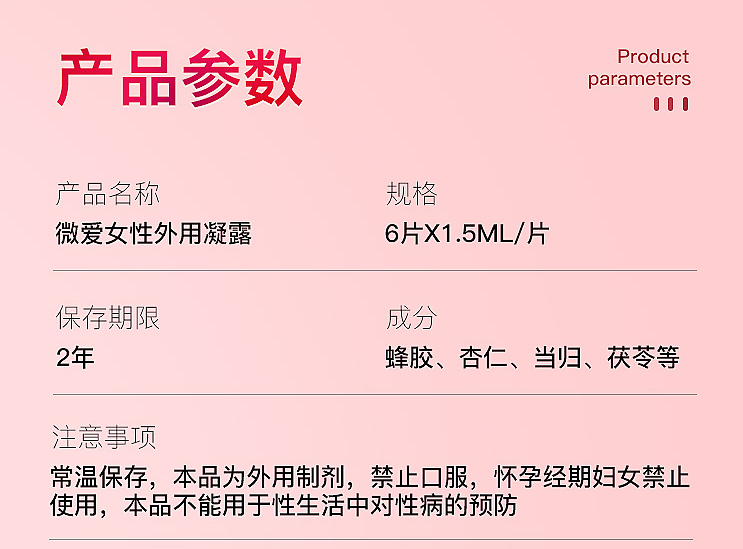 产品参数
Product
parameters
产品名称
规格
微爱女性外用凝露
6片X1.5ML/片
保存期限
成分
2年
蜂胶、杏仁、当归、茯苓等
注意事项
常温保存，本品为外用制剂，禁止口服，怀孕经期妇女禁止
使用，本品不能用于性生活中对性病的预防